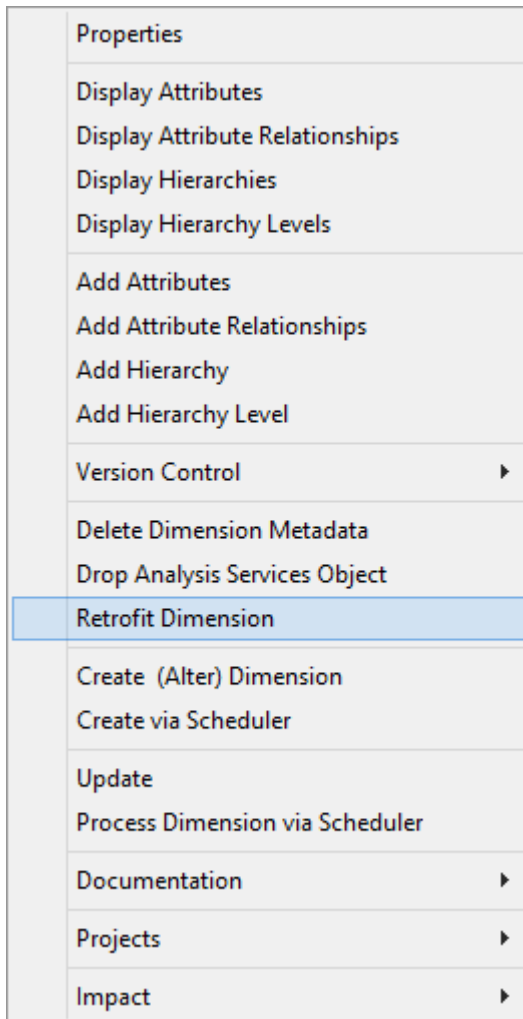 Properties
Display Attributes
Display Attribute Relationships
Display Hierarchies
Display Hierarchy Levels
Add Attributes
Add Attribute Relationships
Add Hierarchy
Add Hierarchy Level
Version Control
Delete Dimension Metadata
Drop Analysis Services Object
Retrofit Dimension
Create  (Alter) Dimension
Create via Scheduler
Update
Process Dimension via Scheduler
Documentation
Projects
Impact